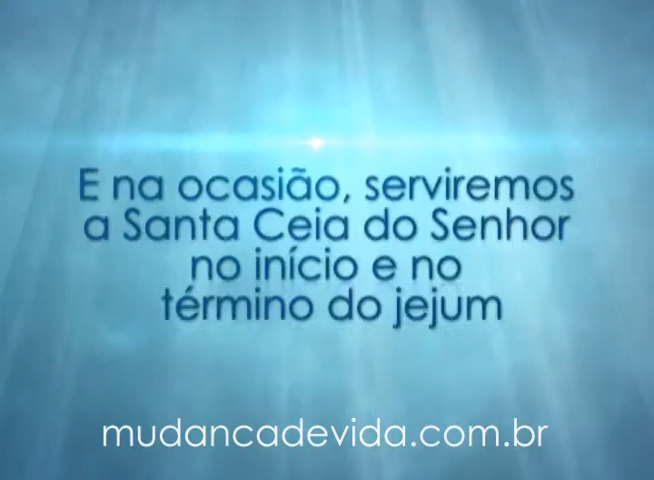 E na ocasião, serviremos
a Santa Ceia do Senhor
no início e no
término do jejum
mudancadevida.com.br